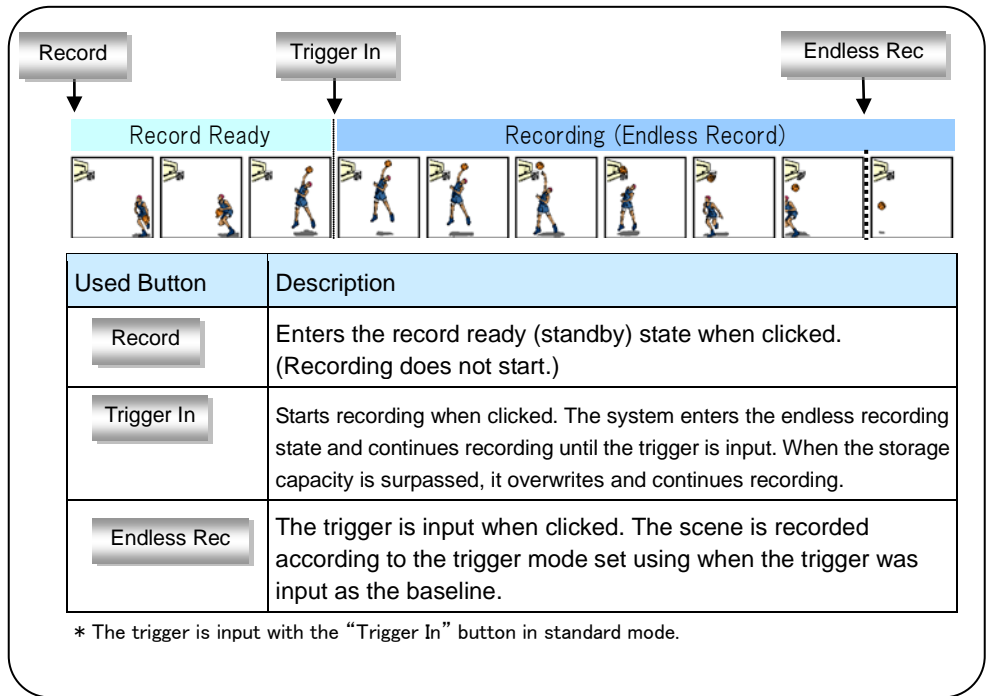 Record
Trigger In
Endless Rec
Record Ready
Recording (Endless Record)
Used Button
Description
Record
Enters the record ready (standby) state when clicked.
(Recording does not start.)
Trigger In
Starts recording when clicked. The system enters the endless recording
state and continues recording until the trigger is input. When the storage
capacity is surpassed, it overwrites and continues recording.
Endless Rec
The trigger is input when clicked. The scene is recorded
according to the trigger mode set using when the trigger was
input as the baseline.
* The trigger is input with the “Trigger In” button in standard mode.